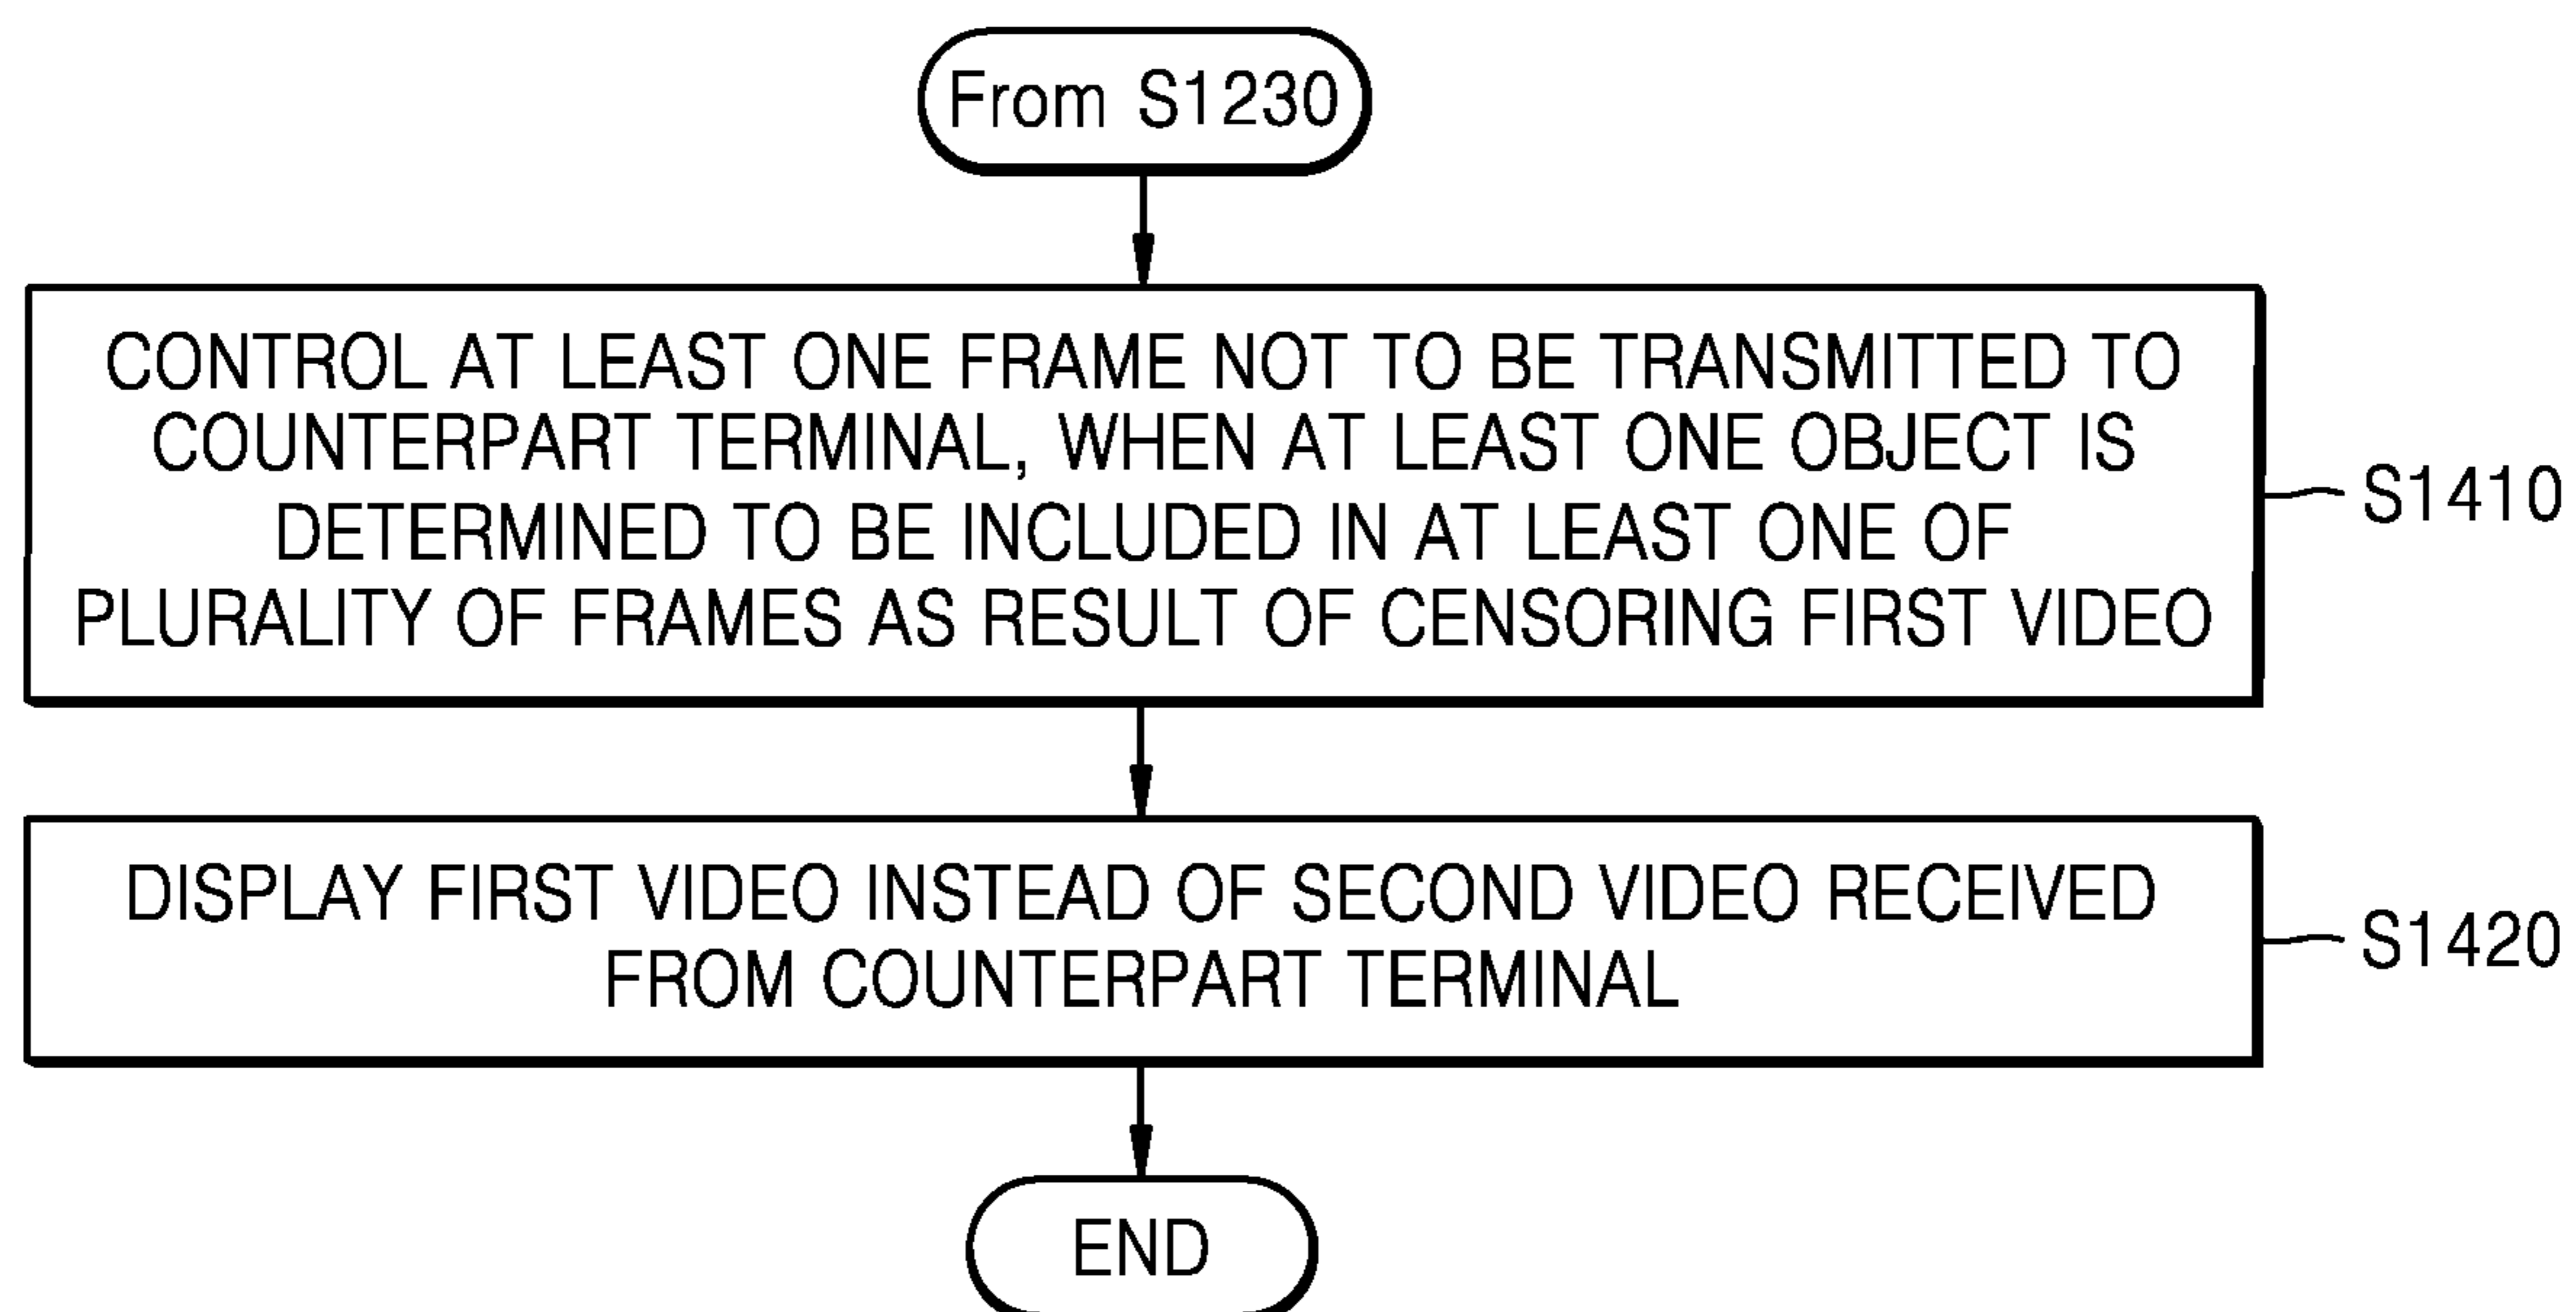 From S1230
CONTROL AT LEAST ONE FRAME NOT TO BE TRANSMITTED TO
COUNTERPART TERMINAL, WHEN AT LEAST ONE OBJECT IS
DETERMINED TO BE INCLUDED IN AT LEAST ONE OF
PLURALITY OF FRAMES AS RESULT OF CENSORING FIRST VIDEO
S1410
DISPLAY FIRST VIDEO INSTEAD OF SECOND VIDEO RECEIVED
FROM COUNTERPART TERMINAL
S1420
END